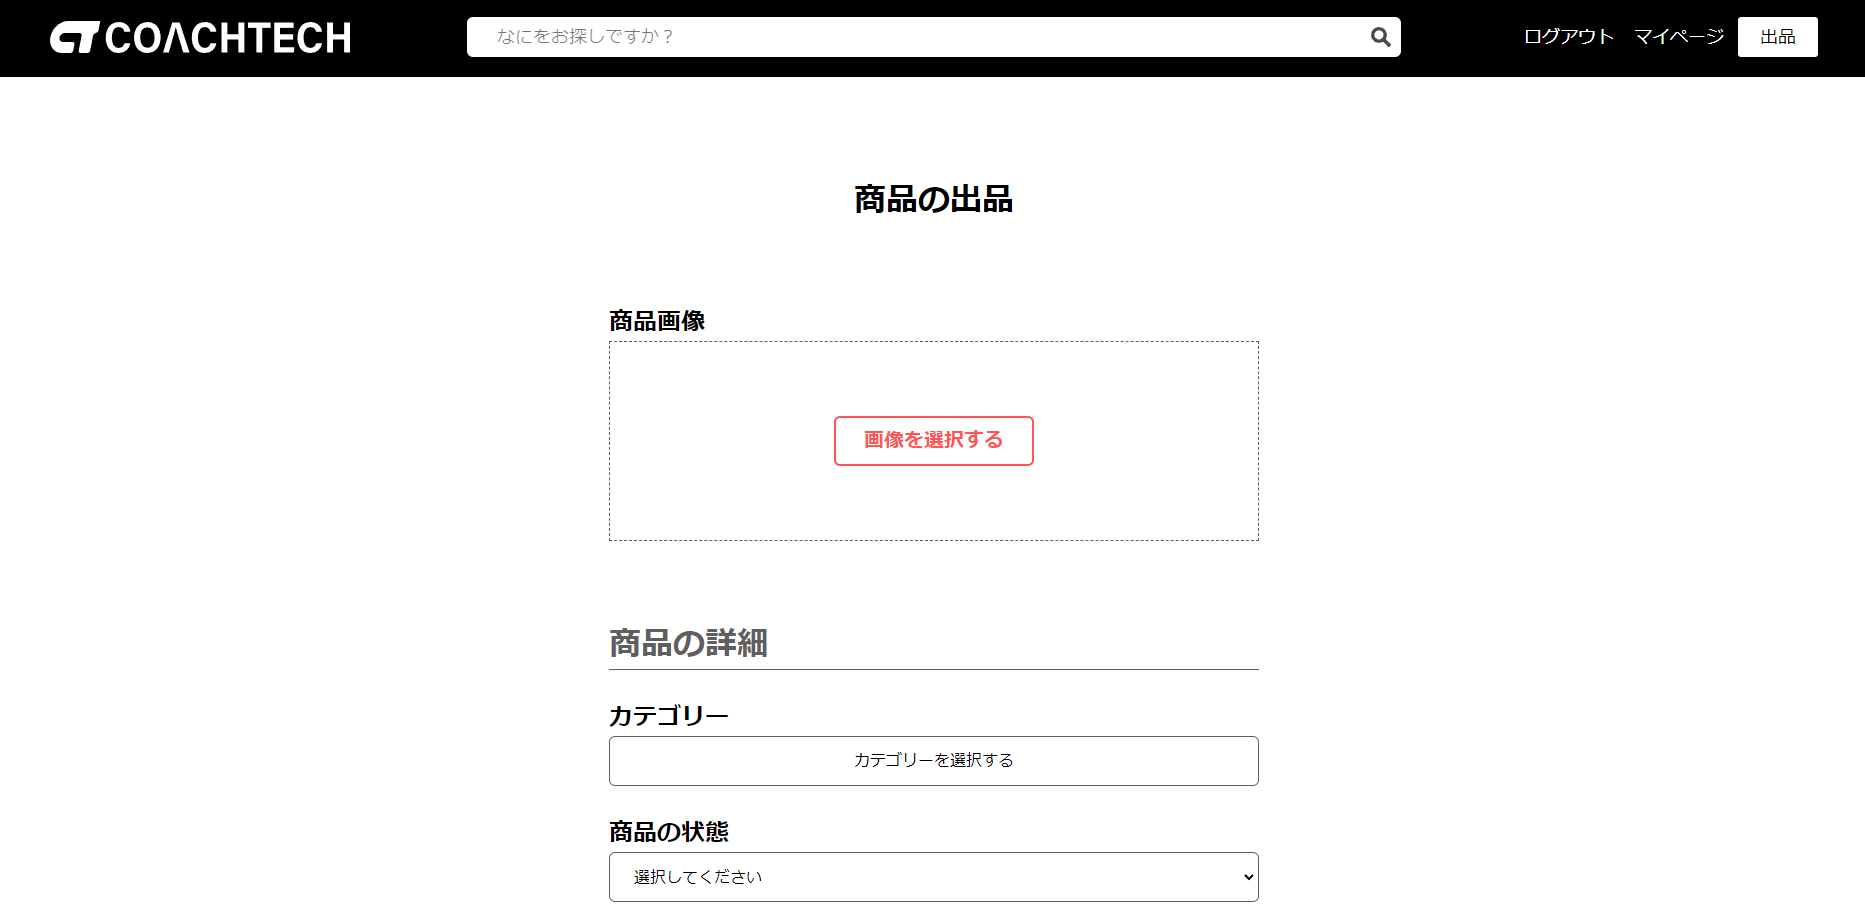 COACHTECH
なにをお探しですか？
ログアウト
マイページ
出品
商品の出品
商品画像
画像を選択する
商品の詳細
カテゴリー
カテゴリーを選択する
商品の状態
選択してください